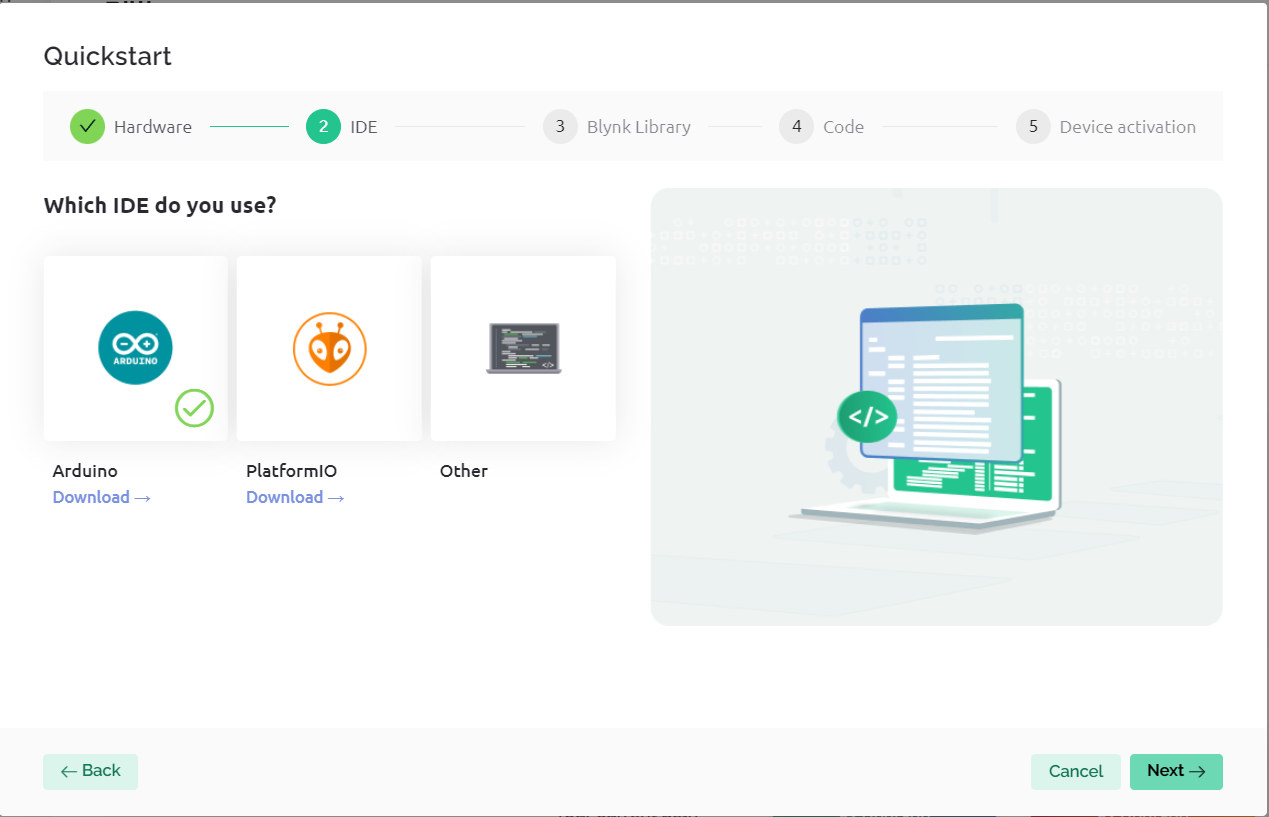 Quickstart
Hardware
2 IDE
3 Blynk Library
4 Code
5 Device activation
Which IDE do you use?
ARDUINO
</>
Arduino
Download →
PlatformIO
Download →
Other
← Back
Cancel
Next →